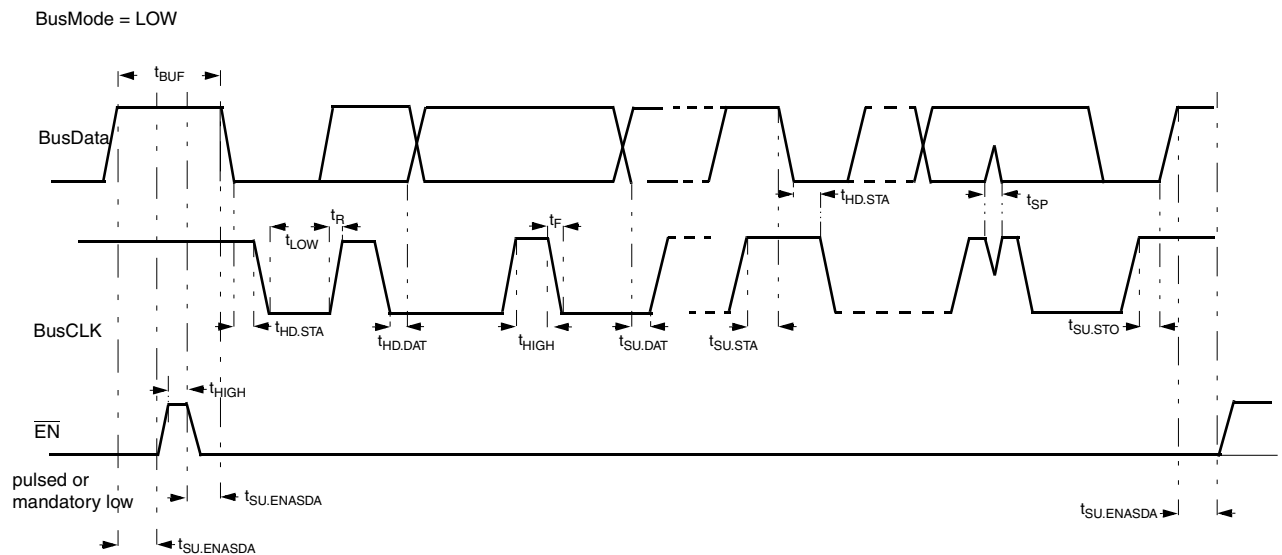 BusMode = LOW
tBUF
BusData
tHD.STA
tSP
tR
tF
tLOW
BusCLK
tHD.STA
tHD.DAT
tHIGH
tSU.DAT
tSU.STA
tSU.STO
tHIGH
EN
pulsed or
mandatory low
tSU.ENASDA
tSU.ENASDA
tSU.ENASDA